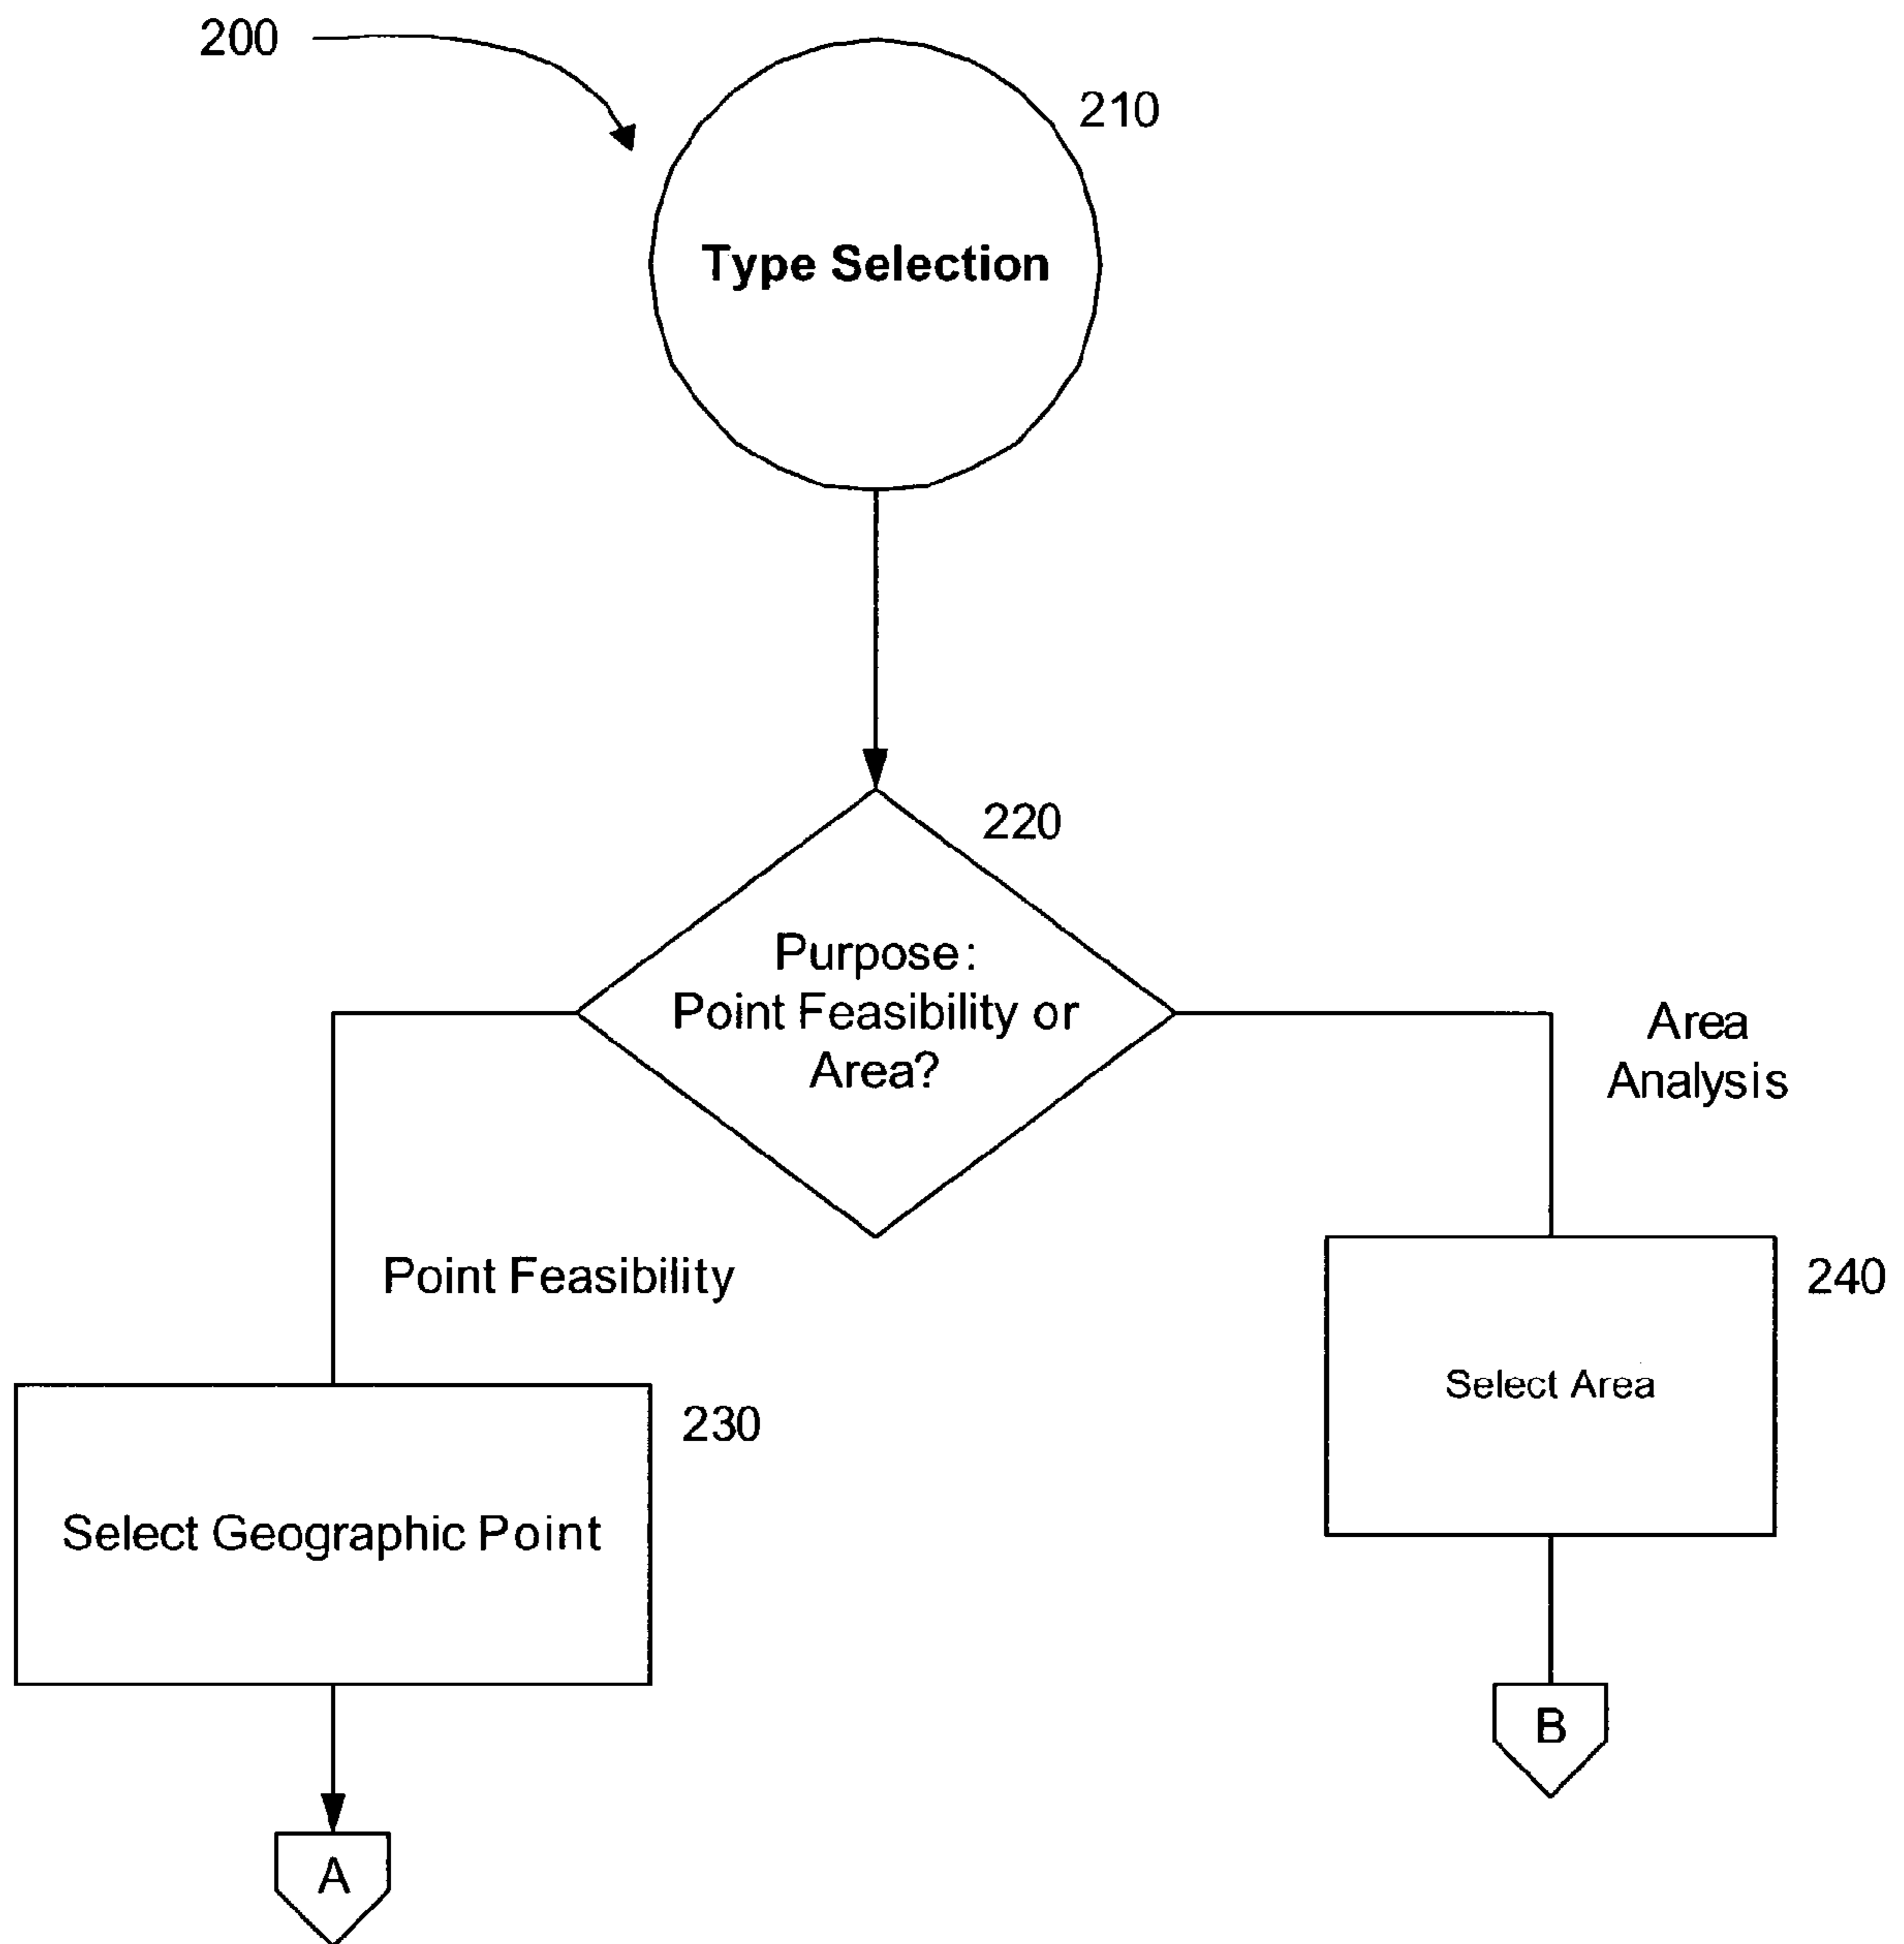 200
210
Type Selection
220
Purpose:
Point Feasibility or
Area?
Area
Analysis
Point Feasibility
240
Select Area
230
Select Geographic Point
B
A